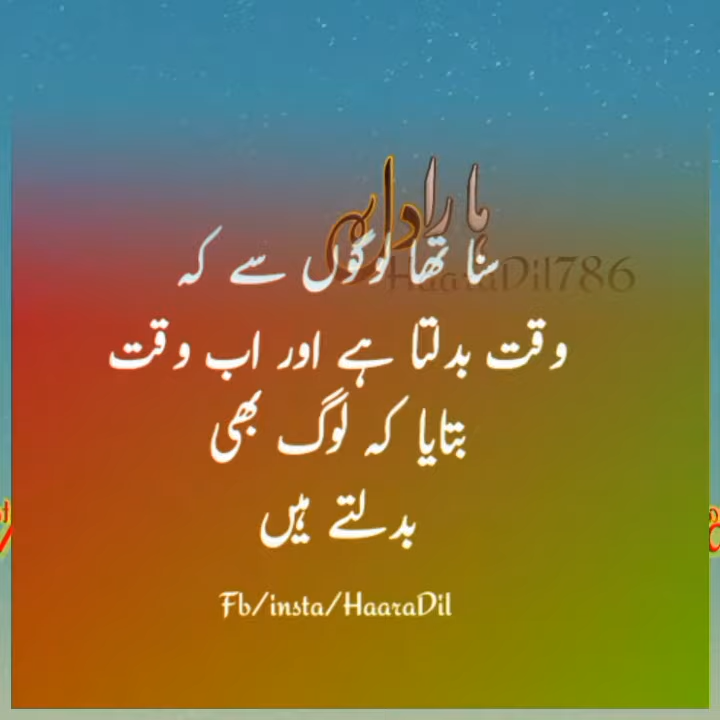 ہارا دل
HaaraDil786
سنا تھا لوگوں سے کہ
وقت بدلتا ہے اور اب وقت
بتایا کہ لوگ بھی
بدلتے ہیں
Fb/insta/HaaraDil